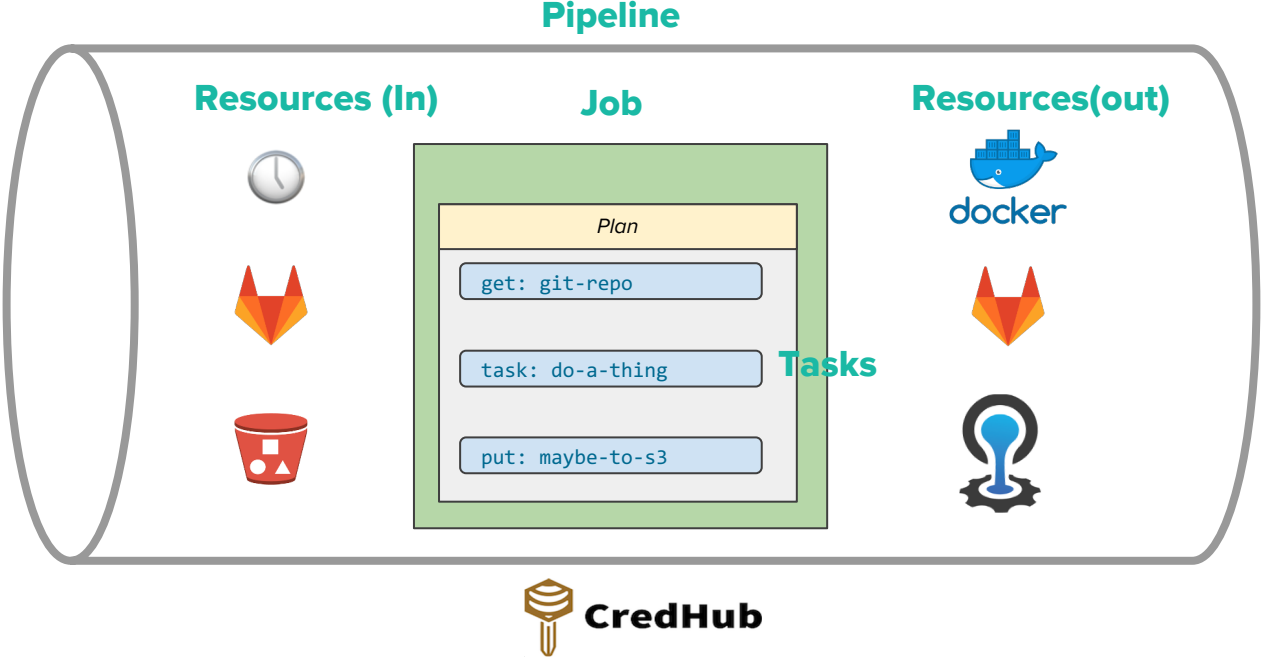 Pipeline
Resources (In)
Job
Resources(out)
docker
Plan
get: git-repo
task: do-a-thing
Tasks
put: maybe-to-s3
CredHub